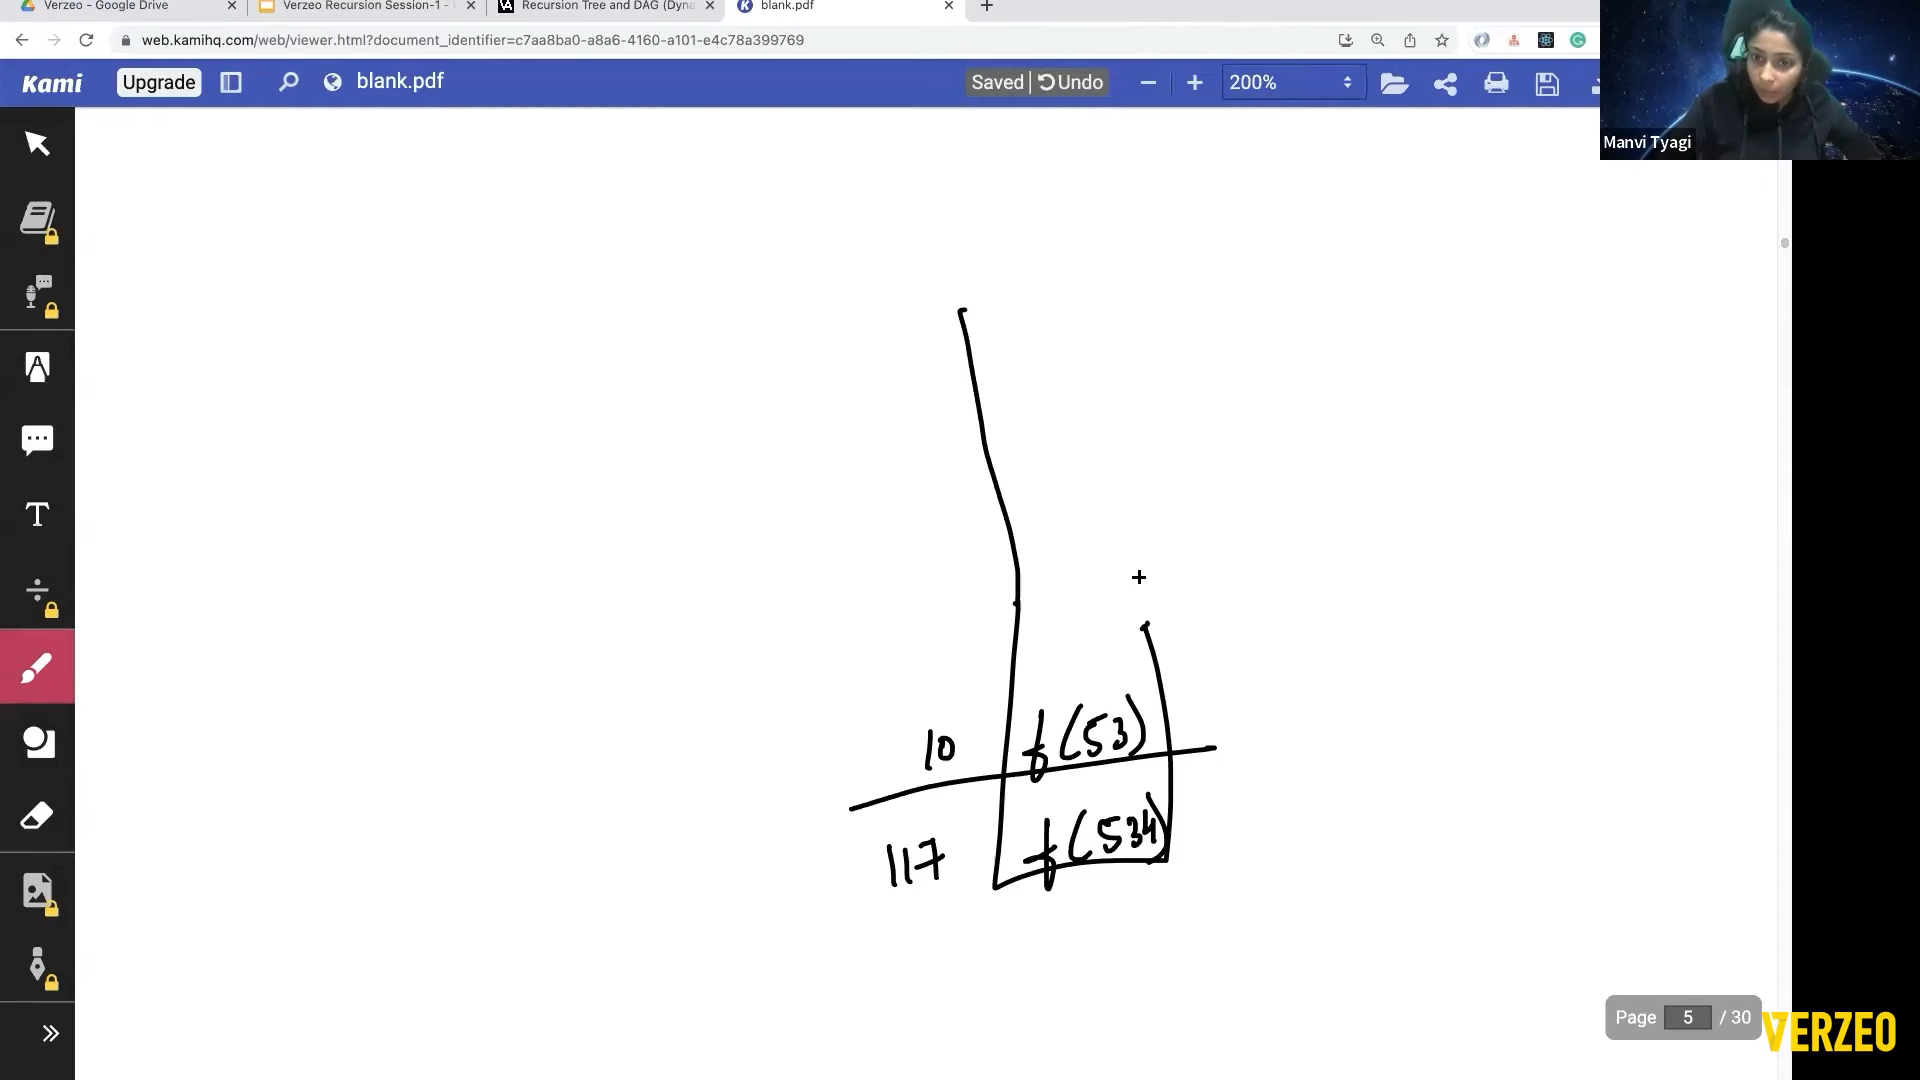 Verzeo - Google Drive
Verzeo Recursion Session-1 -
Recursion Tree and DAG (Dyna
blank.pdf
web.kamihq.com/web/viewer.html?document_identifier=c7aa8ba0-a8a6-4160-a101-e4c78a399769
Kami
Upgrade
blank.pdf
Saved
Undo
200%
Manvi Tyagi
10 f(53)
117 f(534)
Page 5 / 30
VERZEO